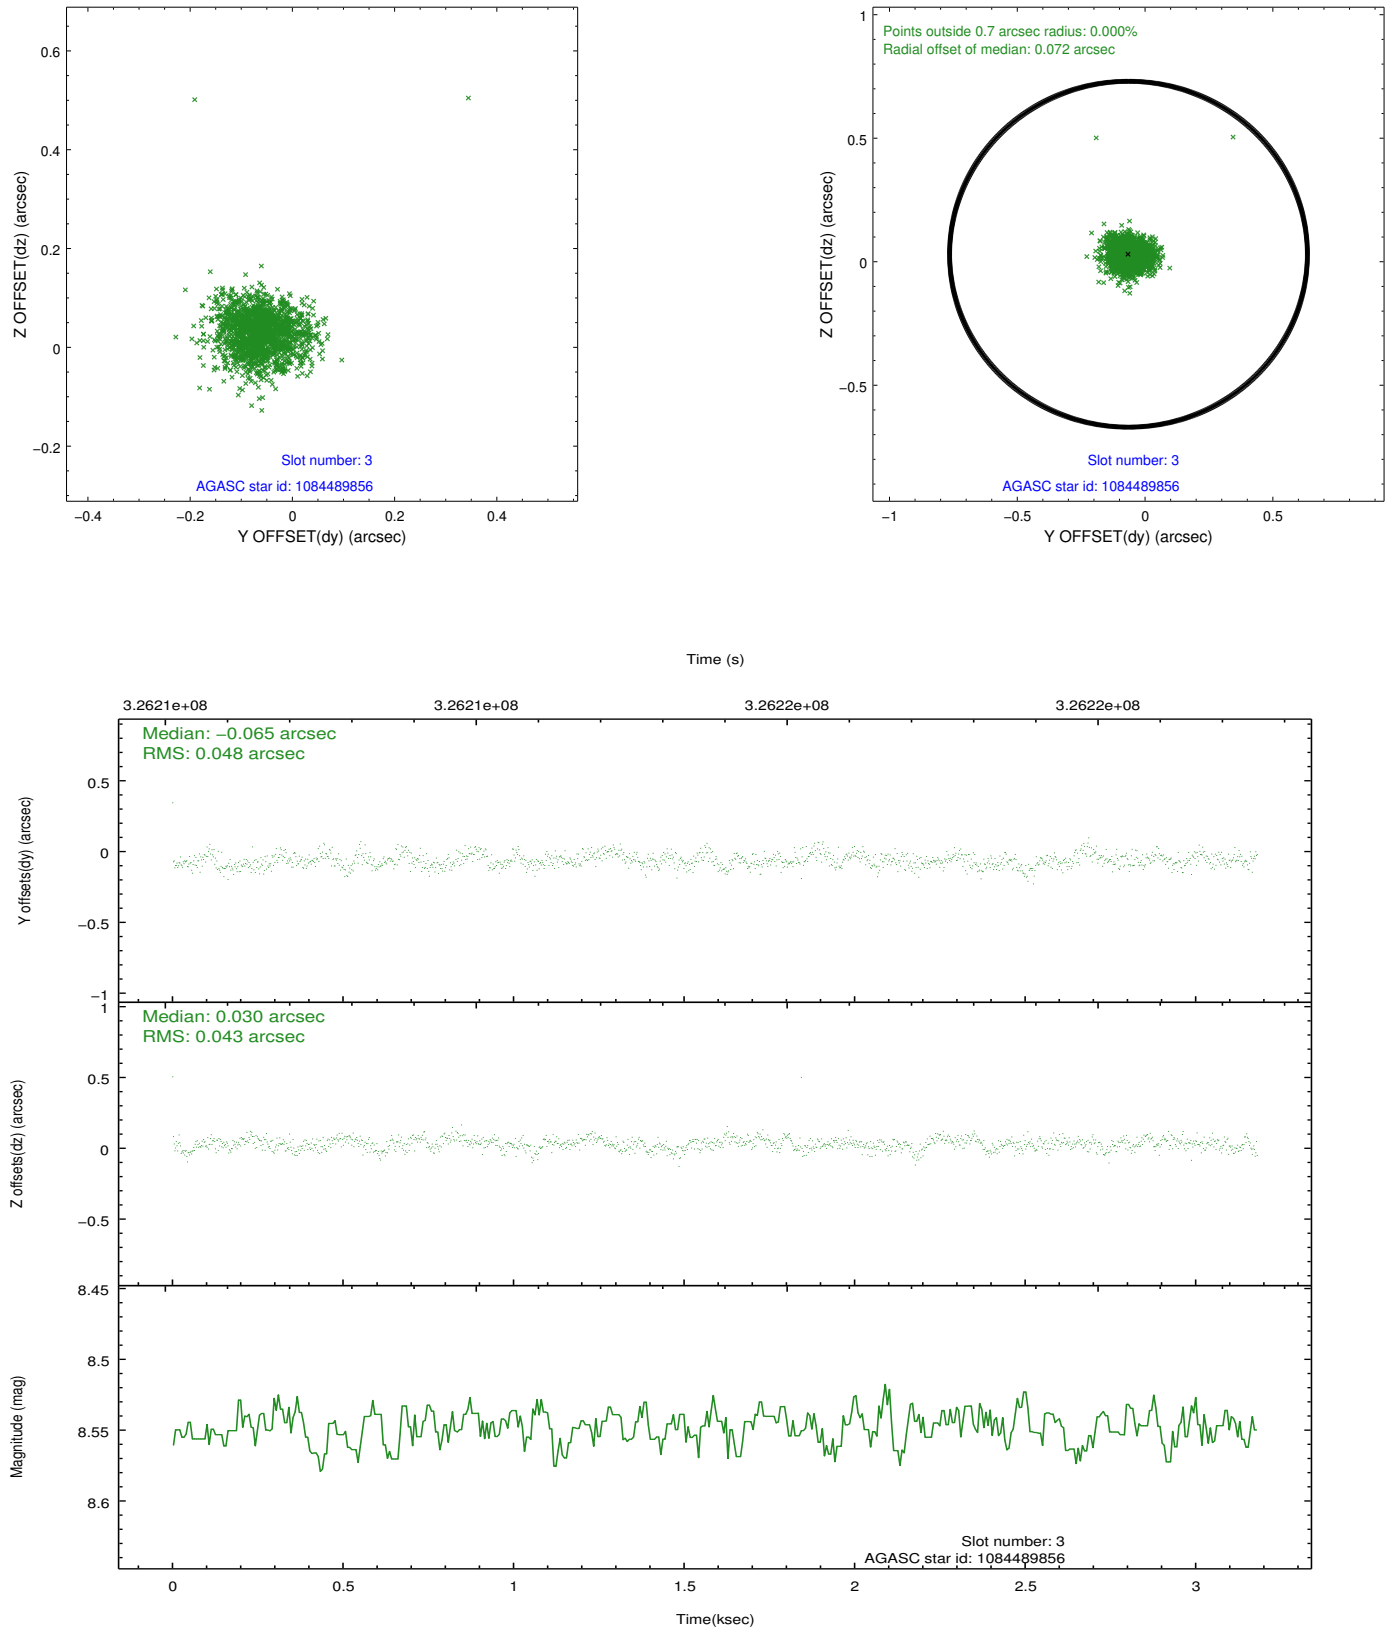 0.6
0.4
0.2
0
−0.2
Z OFFSET(dz) (arcsec)
Slot number: 3
AGASC star id: 1084489856
−0.4
−0.2
0
0.2
0.4
Y OFFSET(dy) (arcsec)
1
0.5
0
−0.5
Z OFFSET(dz) (arcsec)
Points outside 0.7 arcsec radius: 0.000%
Radial offset of median: 0.072 arcsec
Slot number: 3
AGASC star id: 1084489856
−1
−0.5
0
0.5
Y OFFSET(dy) (arcsec)
Time (s)
3.2621e+08
3.2621e+08
3.2622e+08
3.2622e+08
Median: −0.065 arcsec
RMS: 0.048 arcsec
0.5
0
−0.5
−1
Y offsets(dy) (arcsec)
Median: 0.030 arcsec
RMS: 0.043 arcsec
1
0.5
0
−0.5
Z offsets(dz) (arcsec)
8.45
8.5
8.55
8.6
Magnitude (mag)
Slot number: 3
AGASC star id: 1084489856
0
0.5
1
1.5
2
2.5
3
Time(ksec)